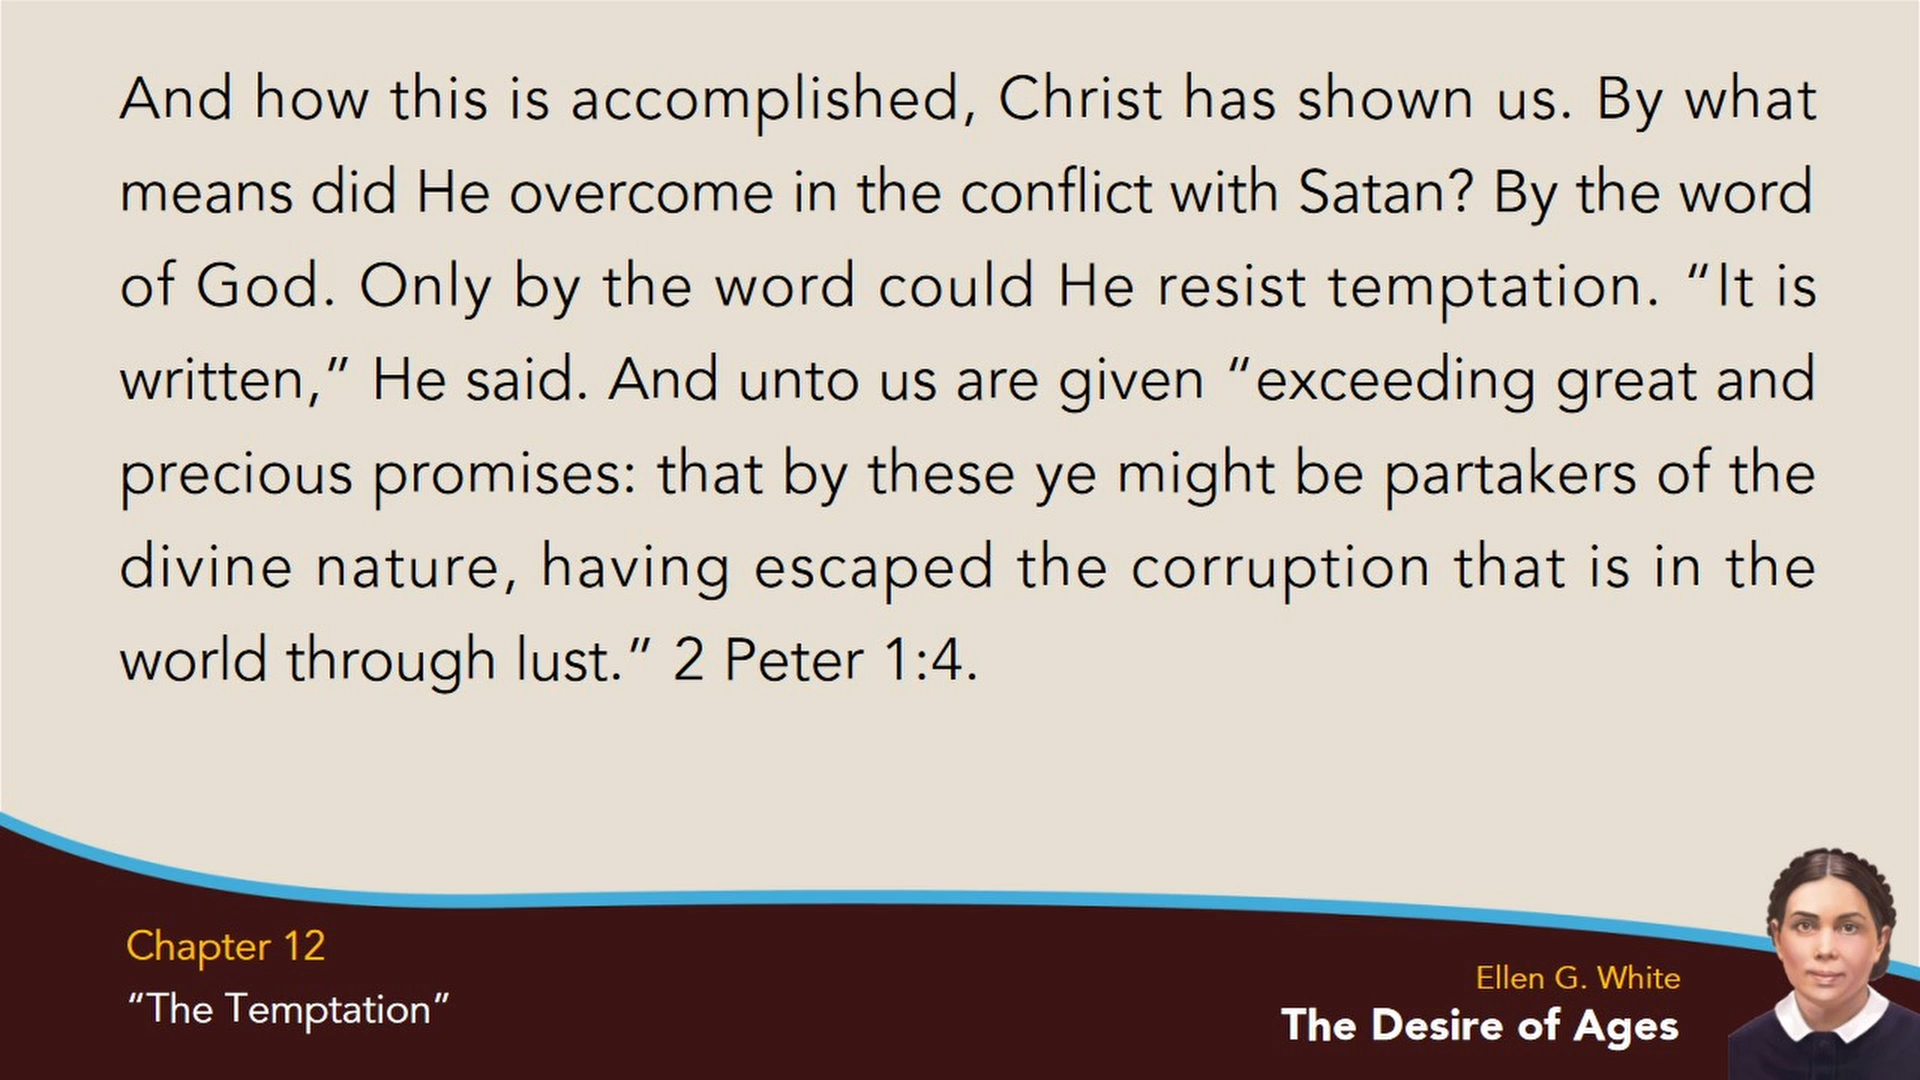 And how this is accomplished, Christ has shown us. By what
means did He overcome in the conflict with Satan? By the word
of God. Only by the word could He resist temptation. “It is
written,” He said. And unto us are given “exceeding great and
precious promises: that by these ye might be partakers of the
divine nature, having escaped the corruption that is in the
world through lust.” 2 Peter 1:4.
Chapter 12
“The Temptation”
Ellen G. White
The Desire of Ages